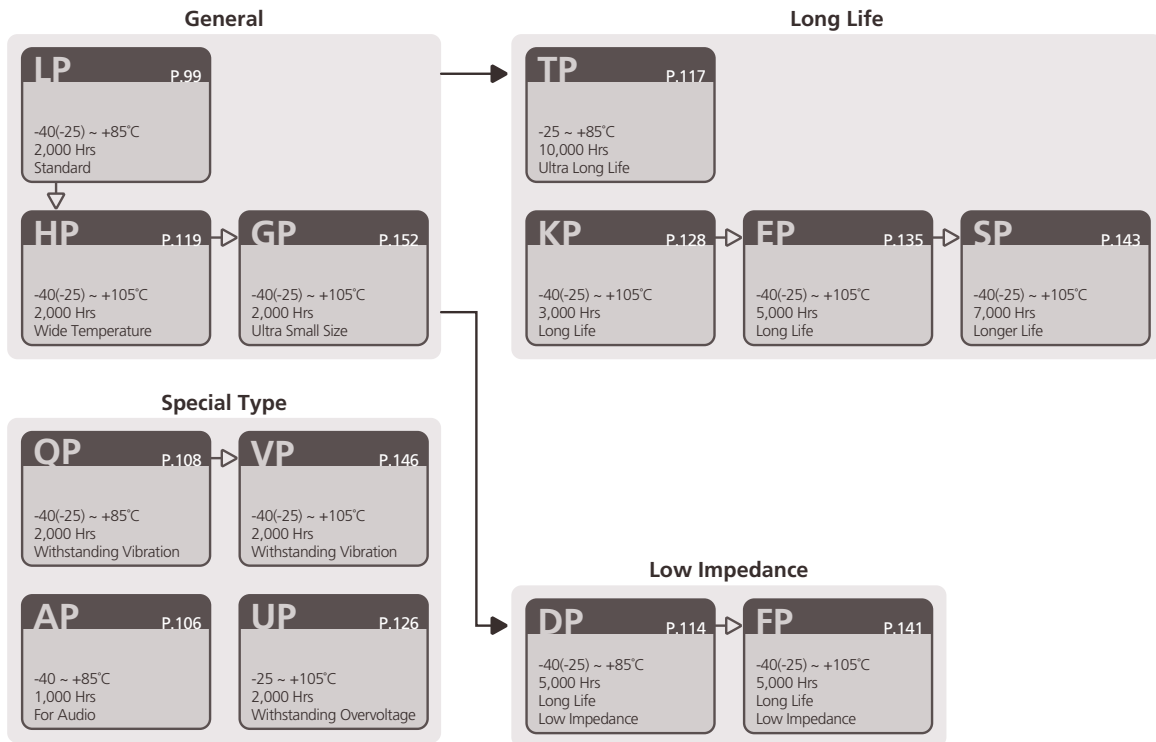 General
LP P.99
-40(-25) ~ +85°C
2,000 Hrs
Standard
HP P.119
-40(-25) ~ +105°C
2,000 Hrs
Wide Temperature
GP P.152
-40(-25) ~ +105°C
2,000 Hrs
Ultra Small Size
Long Life
TP P.117
-25 ~ +85°C
10,000 Hrs
Ultra Long Life
KP P.128
-40(-25) ~ +105°C
3,000 Hrs
Long Life
EP P.135
-40(-25) ~ +105°C
5,000 Hrs
Long Life
SP P.143
-40(-25) ~ +105°C
7,000 Hrs
Longer Life
Special Type
QP P.108
-40(-25) ~ +85°C
2,000 Hrs
Withstanding Vibration
VP P.146
-40(-25) ~ +105°C
2,000 Hrs
Withstanding Vibration
AP P.106
-40 ~ +85°C
1,000 Hrs
For Audio
UP P.126
-25 ~ +105°C
2,000 Hrs
Withstanding Overvoltage
Low Impedance
DP P.114
-40(-25) ~ +85°C
5,000 Hrs
Long Life
Low Impedance
FP P.141
-40(-25) ~ +105°C
5,000 Hrs
Long Life
Low Impedance